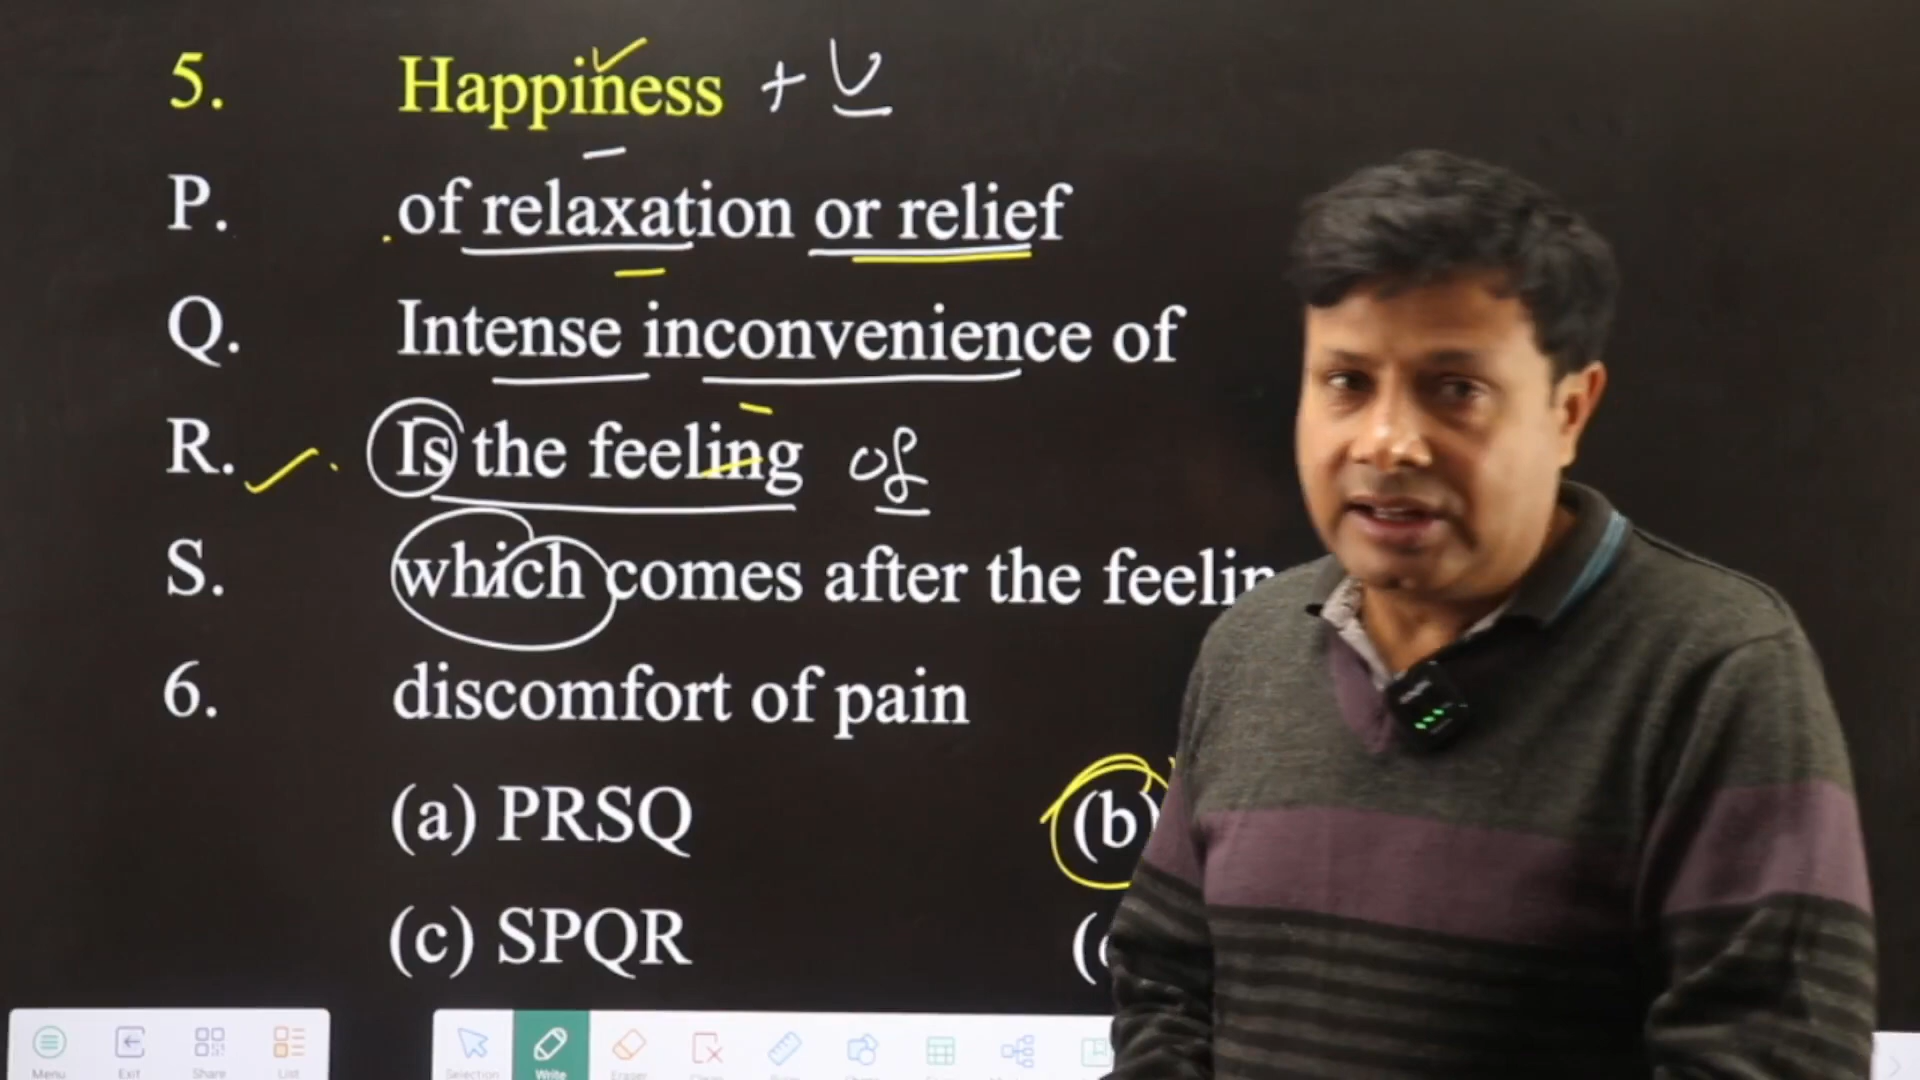 5. Happiness + V
P. of relaxation or relief
Q. Intense inconvenience of
R. Is the feeling of
S. which comes after the
6. discomfort of pain
(a) PRSQ (b)
(c) SPQR
Menu Exit Share List Selection Write Eraser